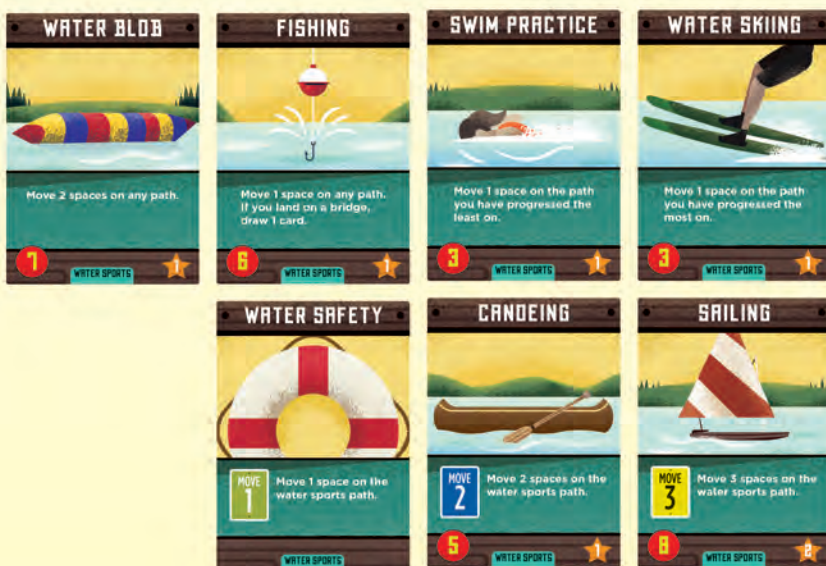 WATER BLOB
Move 2 spaces on any path.
7
WATER SPORTS
1
FISHING
Move 1 space on any path.
If you land on a bridge,
draw 1 card.
6
WATER SPORTS
1
SWIM PRACTICE
Move 1 space on the path
you have progressed the
least on.
3
WATER SPORTS
1
WATER SKIING
Move 1 space on the path
you have progressed the
most on.
3
WATER SPORTS
1
WATER SAFETY
MOVE
1
Move 1 space on the
water sports path.
WATER SPORTS
CANOEING
MOVE
2
Move 2 spaces on the
water sports path.
5
WATER SPORTS
1
SAILING
MOVE
3
Move 3 spaces on the
water sports path.
8
WATER SPORTS
2